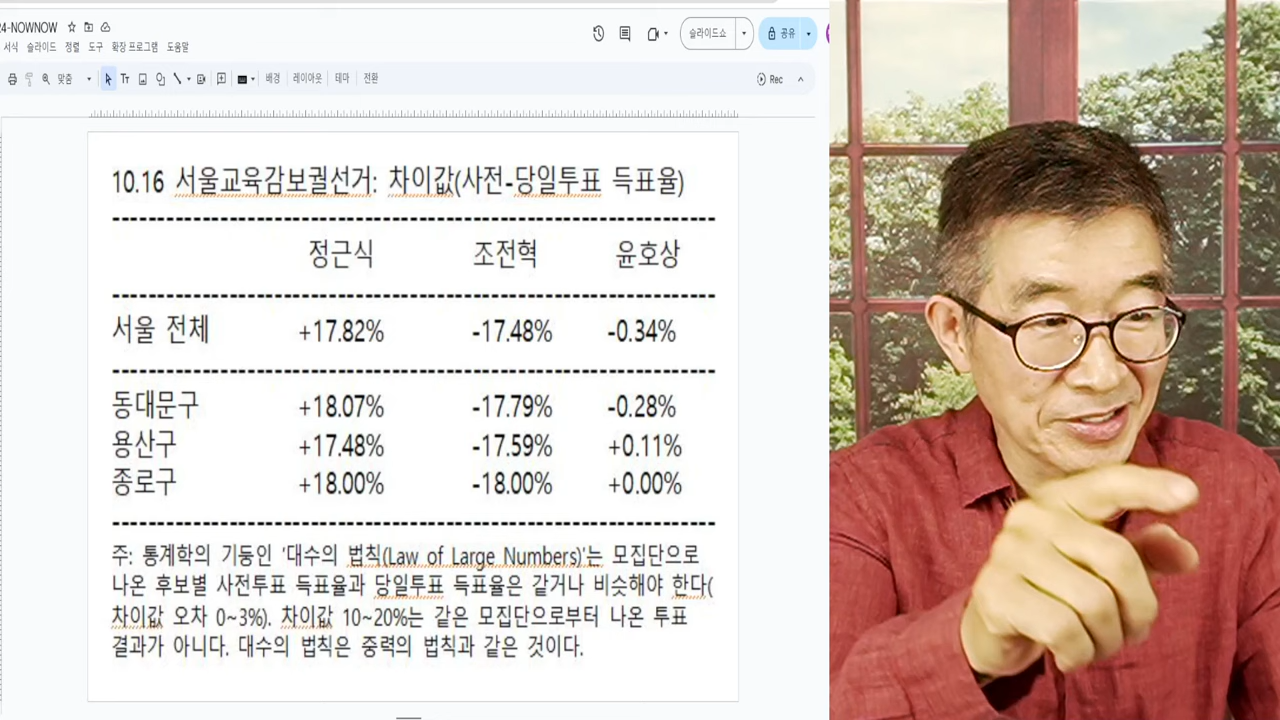 24-NOWNOW
서식 슬라이드 정렬 도구 확장 프로그램 도움말
슬라이드쇼
공유
맞춤
Tт
배경 레이아웃 테마 전환
Rec
10.16 서울교육감보궐선거: 차이값(사전-당일투표 득표율)
정근식 조전혁 윤호상
서울 전체 +17.82% -17.48% -0.34%
동대문구 +18.07% -17.79% -0.28%
용산구 +17.48% -17.59% +0.11%
종로구 +18.00% -18.00% +0.00%
주: 통계학의 기둥인 '대수의 법칙(Law of Large Numbers)'는 모집단으로
나온 후보별 사전투표 득표율과 당일투표 득표율은 같거나 비슷해야 한다(
차이값 오차 0~3%). 차이값 10~20%는 같은 모집단으로부터 나온 투표
결과가 아니다. 대수의 법칙은 중력의 법칙과 같은 것이다.